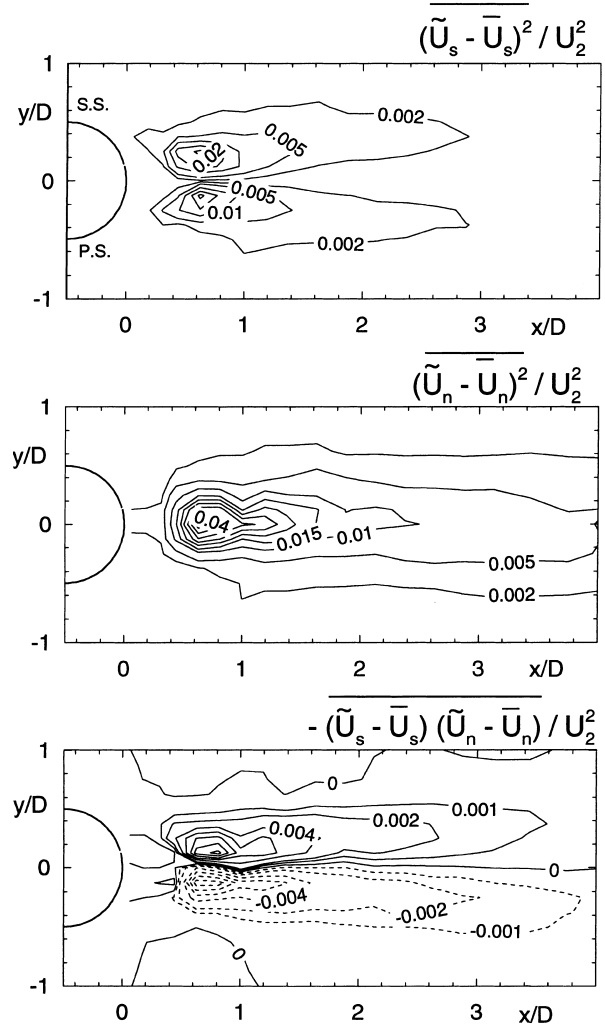 (Ũs - Ūs)² / U₂²
1
y/D
S.S.
0.002
0.005
0.02
0
0.005
0.01
P.S.
0.002
-1
0 1 2 3 x/D
(Ũn - Ūn)² / U₂²
1
y/D
0.04
0
0.015 0.01
0.005
0.002
-1
0 1 2 3 x/D
- (Ũs - Ūs) (Ũn - Ūn) / U₂²
1
0
y/D
0.001
0.002
0.004
0
0
-0.004
-0.002
-0.001
0
-1
0 1 2 3 x/D